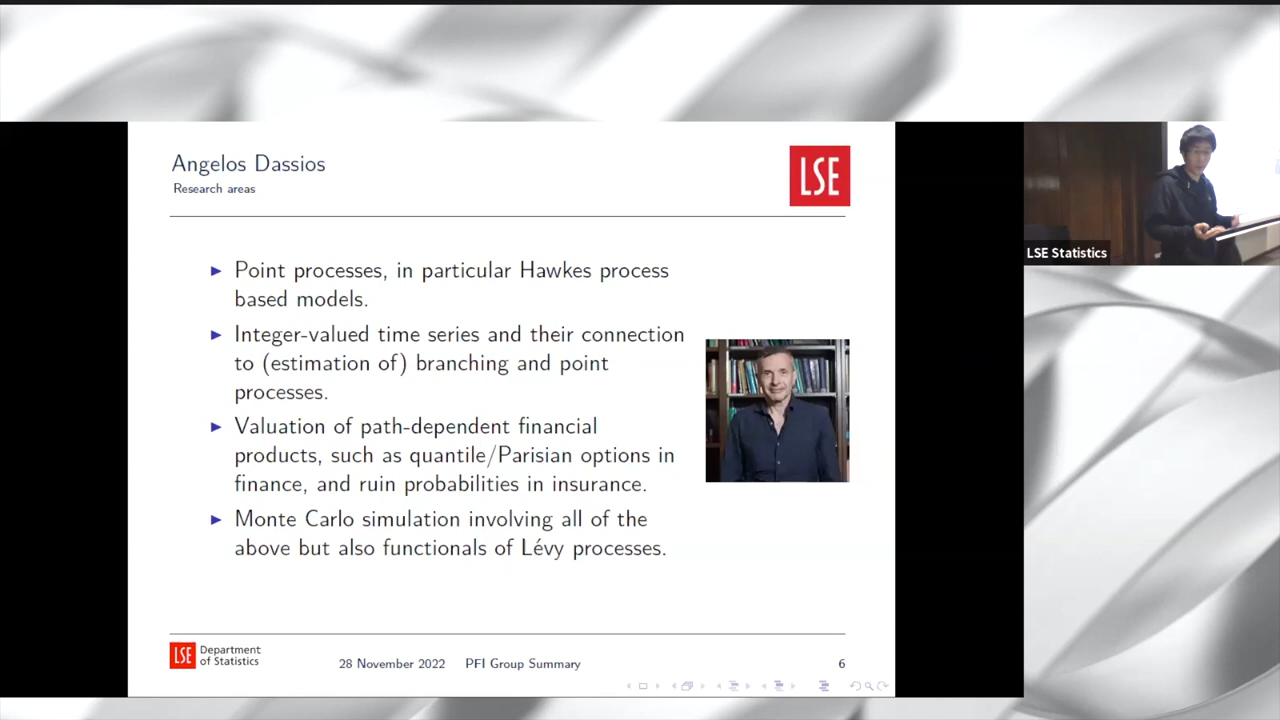 Angelos Dassios
Research areas
LSE
▶ Point processes, in particular Hawkes process
based models.
▶ Integer-valued time series and their connection
to (estimation of) branching and point
processes.
▶ Valuation of path-dependent financial
products, such as quantile/Parisian options in
finance, and ruin probabilities in insurance.
▶ Monte Carlo simulation involving all of the
above but also functionals of Lévy processes.
LSE Statistics
LSE Department
of Statistics
28 November 2022 PFI Group Summary 6